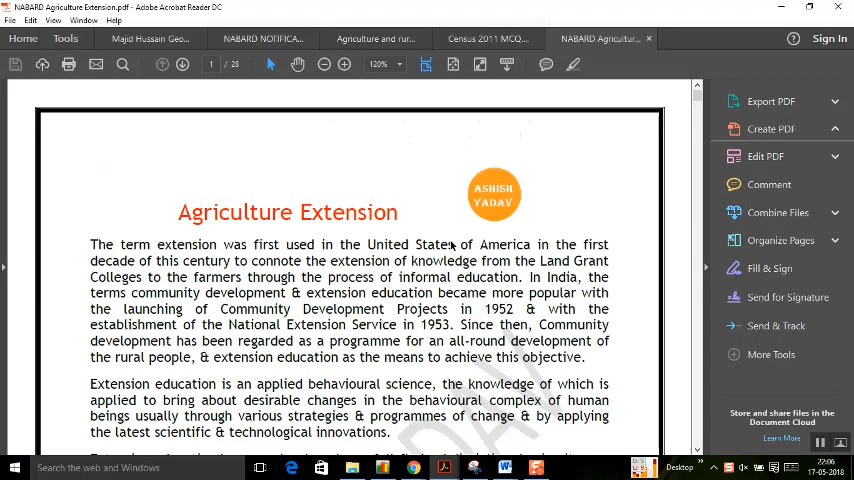 NABARD Agriculture Extension.pdf - Adobe Acrobat Reader DC
File Edit View Window Help
Home Tools Majid Hussain Geo... NABARD NOTIFICA... Agriculture and rur... Census 2011 MCQ.... NABARD Agricultur... × Sign In
1 / 28 120%
Export PDF
Create PDF
Edit PDF
Comment
Combine Files
Organize Pages
Fill & Sign
Send for Signature
Send & Track
More Tools
Store and share files in the
Document Cloud
Learn More
ASHISH
YADAV
Agriculture Extension
The term extension was first used in the United States of America in the first
decade of this century to connote the extension of knowledge from the Land Grant
Colleges to the farmers through the process of informal education. In India, the
terms community development & extension education became more popular with
the launching of Community Development Projects in 1952 & with the
establishment of the National Extension Service in 1953. Since then, Community
development has been regarded as a programme for an all-round development of
the rural people, & extension education as the means to achieve this objective.
Extension education is an applied behavioural science, the knowledge of which is
applied to bring about desirable changes in the behavioural complex of human
beings usually through various strategies & programmes of change & by applying
the latest scientific & technological innovations.
Search the web and Windows
Desktop
22:06
17-05-2018